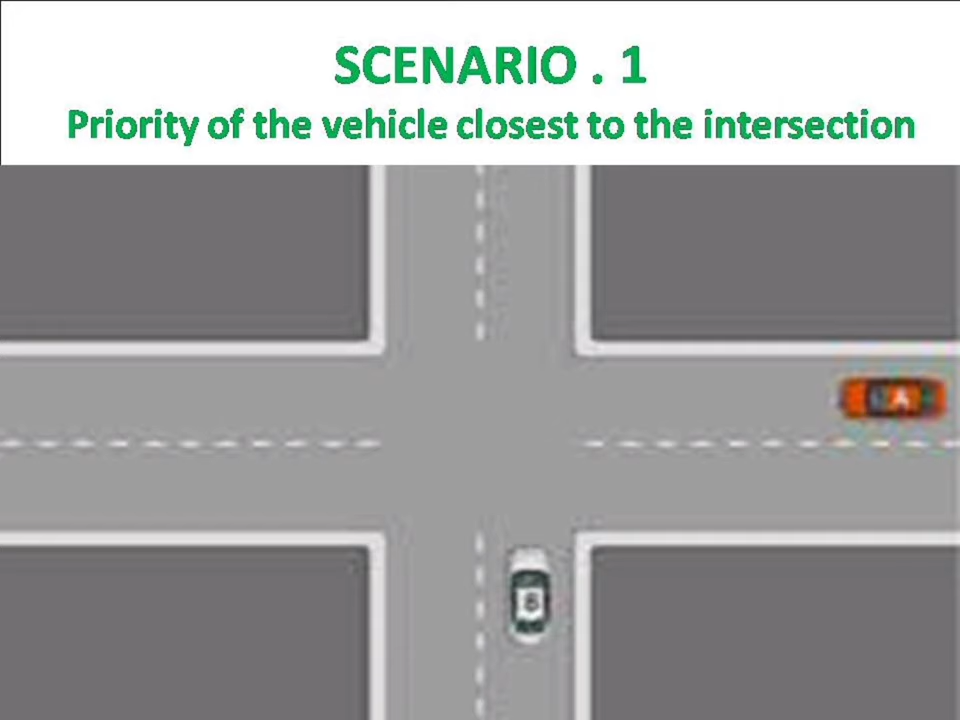 SCENARIO . 1
Priority of the vehicle closest to the intersection
A
B